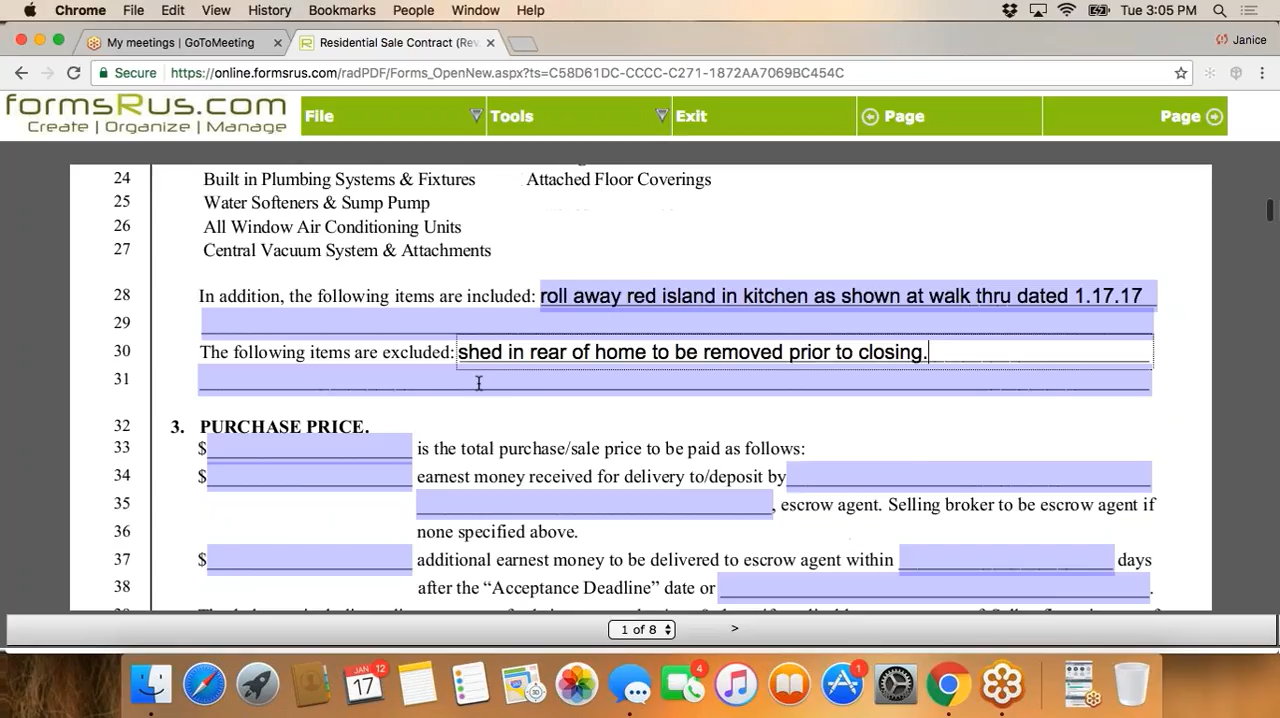 Chrome File Edit View History Bookmarks People Window Help Tue 3:05 PM
My meetings | GoToMeeting Residential Sale Contract (Rev. Janice
Secure https://online.formsrus.com/radPDF/Forms_OpenNew.aspx?ts=C58D61DC-CCCC-C271-1872AA7069BC454C
formsRus.com
Create | Organize | Manage
File Tools Exit Page Page
24 Built in Plumbing Systems & Fixtures Attached Floor Coverings
25 Water Softeners & Sump Pump
26 All Window Air Conditioning Units
27 Central Vacuum System & Attachments
28 In addition, the following items are included: roll away red island in kitchen as shown at walk thru dated 1.17.17
29
30 The following items are excluded: shed in rear of home to be removed prior to closing.
31
32 3. PURCHASE PRICE.
33 $ is the total purchase/sale price to be paid as follows:
34 $ earnest money received for delivery to/deposit by
35 , escrow agent. Selling broker to be escrow agent if
36 none specified above.
37 $ additional earnest money to be delivered to escrow agent within days
38 after the “Acceptance Deadline” date or .
1 of 8 >
JAN 12 17 4 1